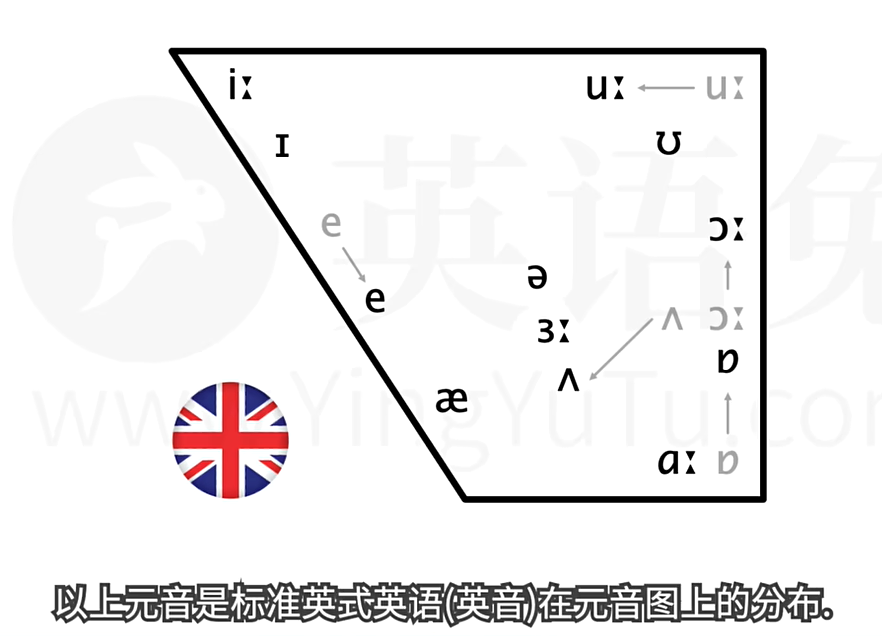 iː uː uː
ɪ ʊ
e ɔː
ə
e
ʌ ɔː
ɜː
ɒ
ʌ
æ
ɑː ɒ
英语兔
www.YingYuTu.com
以上元音是标准英式英语(英音)在元音图上的分布.